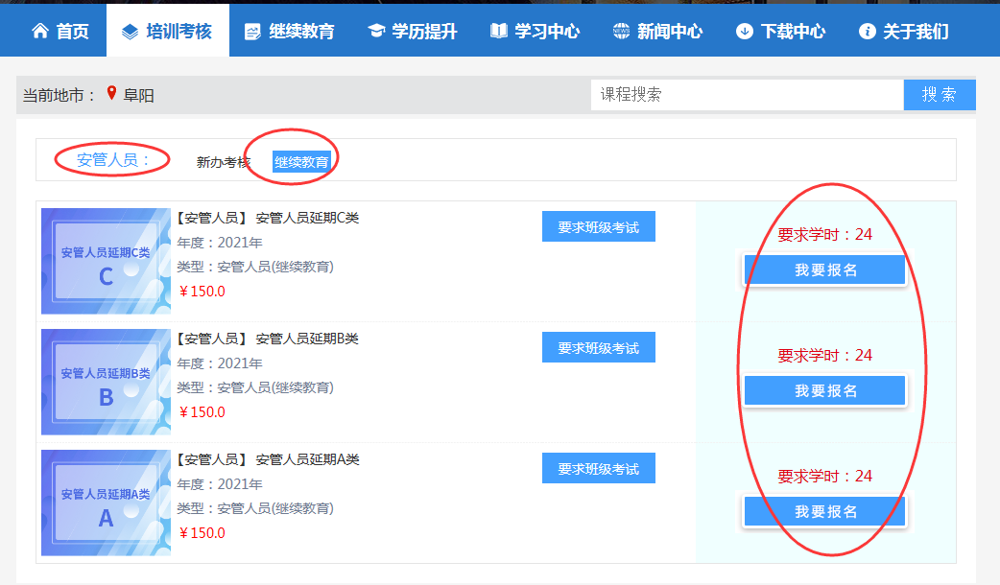 首页 培训考核 继续教育 学历提升 学习中心 NEWS 新闻中心 下载中心 关于我们
当前地市： 阜阳 课程搜索 搜 索
安管人员： 新办考核 继续教育
安管人员延期C类
C
【安管人员】 安管人员延期C类
年度：2021年
类型：安管人员(继续教育)
￥150.0
要求班级考试
要求学时：24
我要报名
安管人员延期B类
B
【安管人员】 安管人员延期B类
年度：2021年
类型：安管人员(继续教育)
￥150.0
要求班级考试
要求学时：24
我要报名
安管人员延期A类
A
【安管人员】 安管人员延期A类
年度：2021年
类型：安管人员(继续教育)
￥150.0
要求班级考试
要求学时：24
我要报名